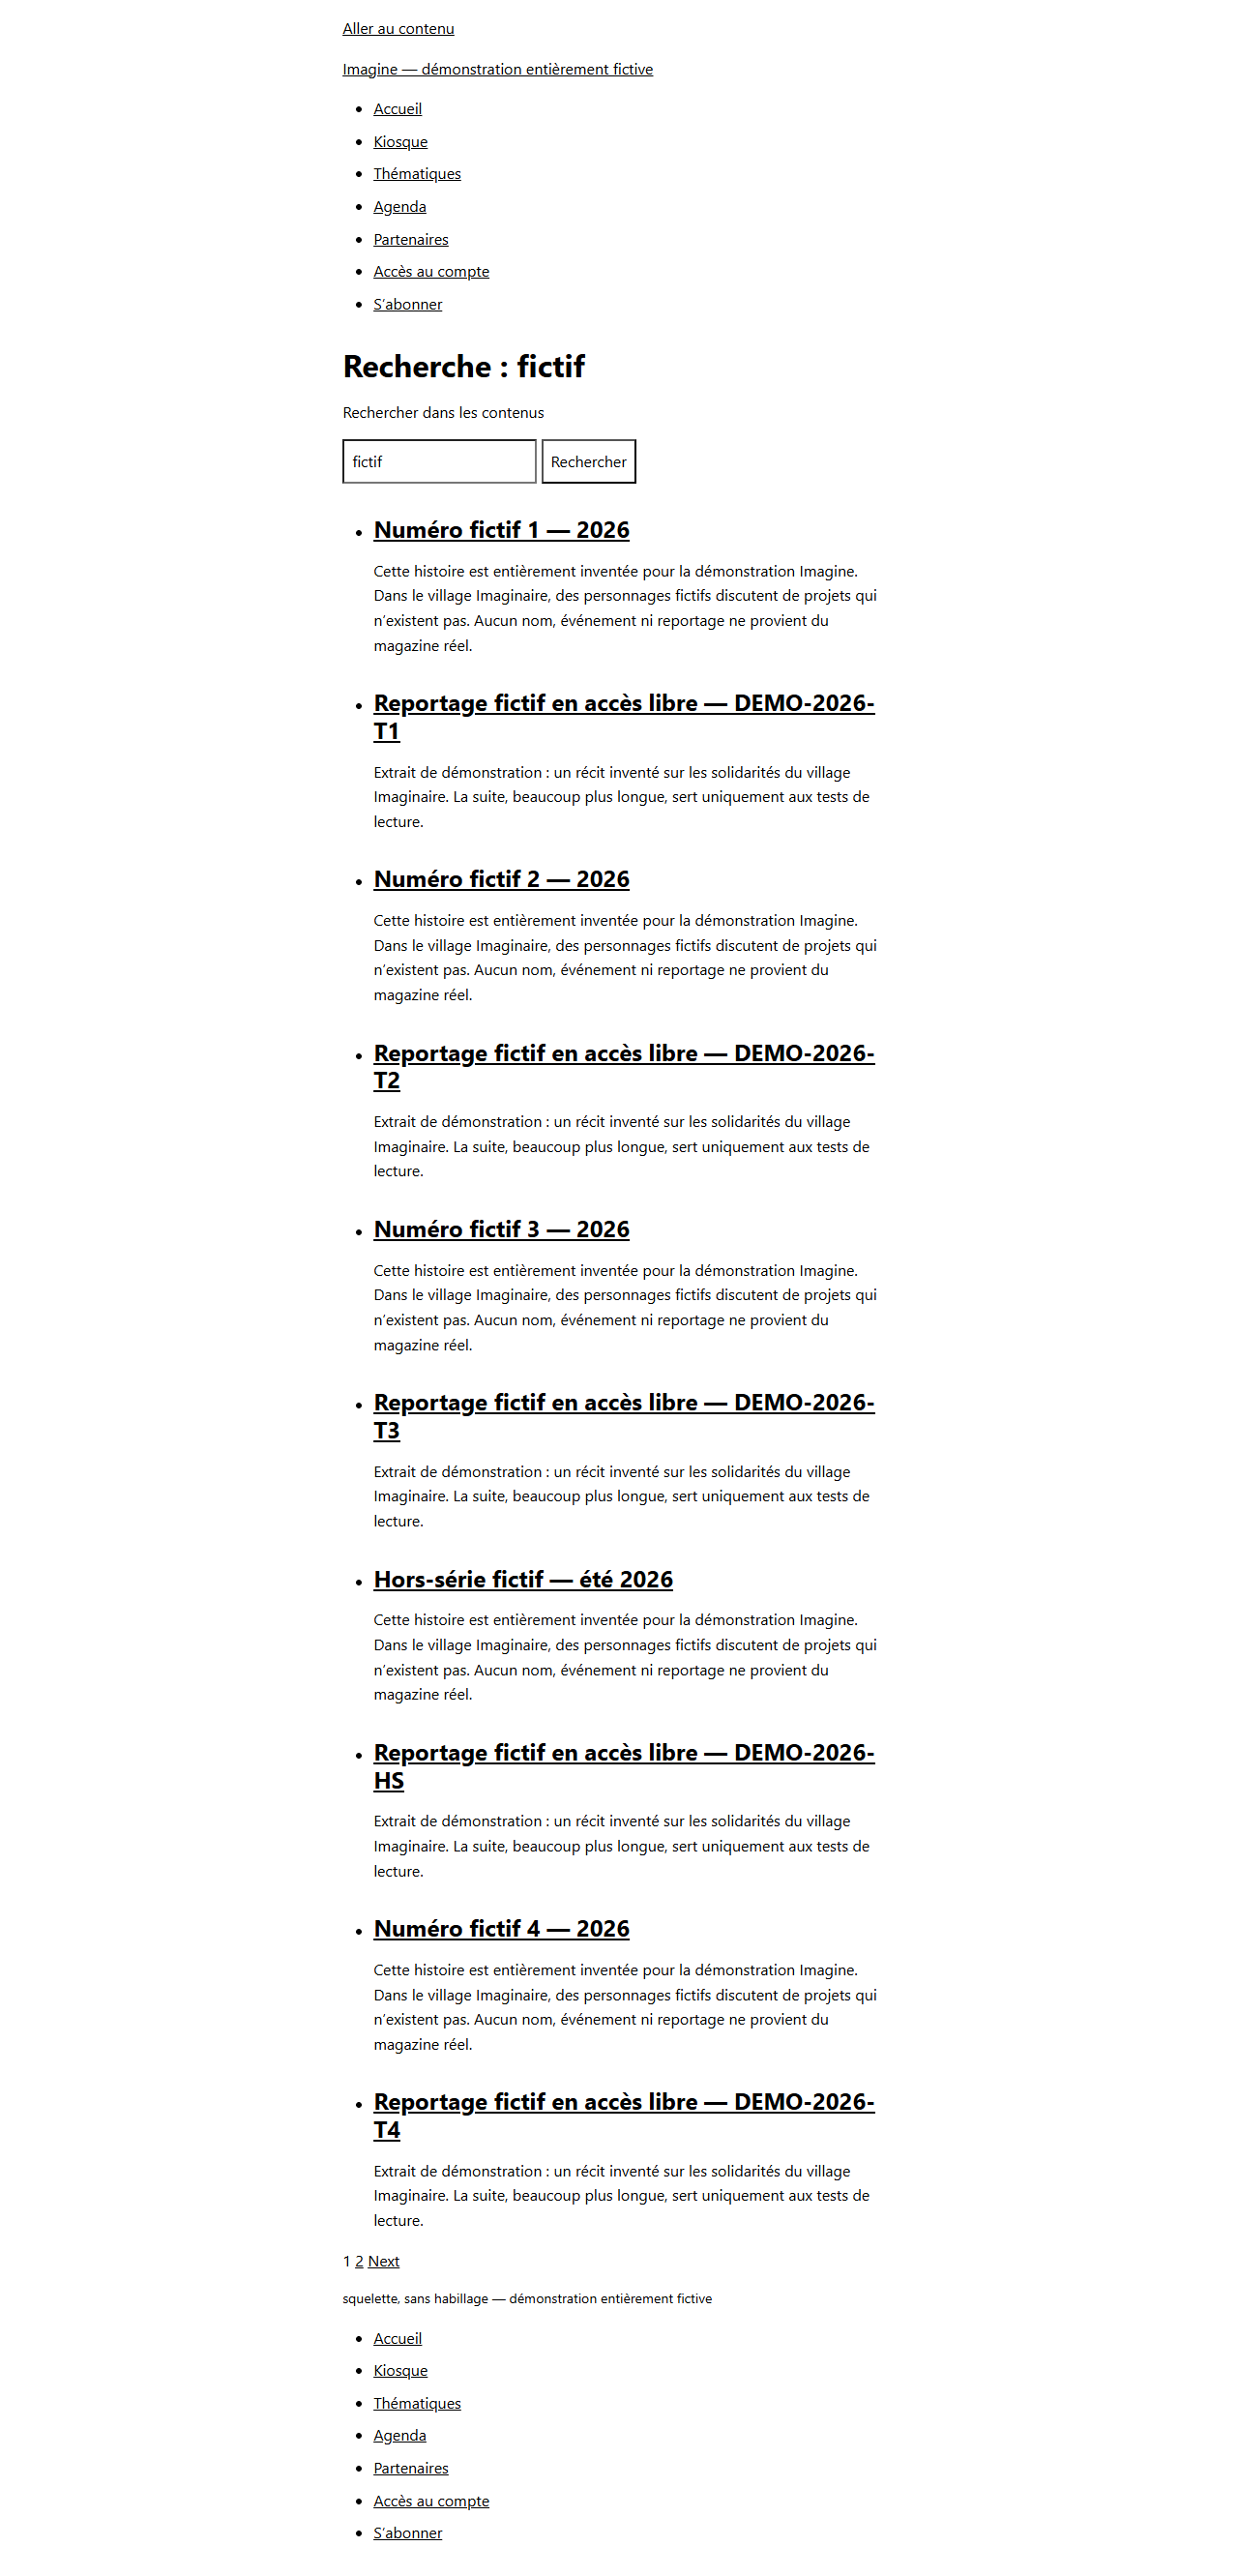 Aller au contenu
Imagine — démonstration entièrement fictive
Accueil
Kiosque
Thématiques
Agenda
Partenaires
Accès au compte
S'abonner
Recherche : fictif
Rechercher dans les contenus
fictif
Rechercher
Numéro fictif 1 — 2026
Cette histoire est entièrement inventée pour la démonstration Imagine.
Dans le village Imaginaire, des personnages fictifs discutent de projets qui
n'existent pas. Aucun nom, événement ni reportage ne provient du
magazine réel.
Reportage fictif en accès libre — DEMO-2026-
T1
Extrait de démonstration : un récit inventé sur les solidarités du village
Imaginaire. La suite, beaucoup plus longue, sert uniquement aux tests de
lecture.
Numéro fictif 2 — 2026
Cette histoire est entièrement inventée pour la démonstration Imagine.
Dans le village Imaginaire, des personnages fictifs discutent de projets qui
n'existent pas. Aucun nom, événement ni reportage ne provient du
magazine réel.
Reportage fictif en accès libre — DEMO-2026-
T2
Extrait de démonstration : un récit inventé sur les solidarités du village
Imaginaire. La suite, beaucoup plus longue, sert uniquement aux tests de
lecture.
Numéro fictif 3 — 2026
Cette histoire est entièrement inventée pour la démonstration Imagine.
Dans le village Imaginaire, des personnages fictifs discutent de projets qui
n'existent pas. Aucun nom, événement ni reportage ne provient du
magazine réel.
Reportage fictif en accès libre — DEMO-2026-
T3
Extrait de démonstration : un récit inventé sur les solidarités du village
Imaginaire. La suite, beaucoup plus longue, sert uniquement aux tests de
lecture.
Hors-série fictif — été 2026
Cette histoire est entièrement inventée pour la démonstration Imagine.
Dans le village Imaginaire, des personnages fictifs discutent de projets qui
n'existent pas. Aucun nom, événement ni reportage ne provient du
magazine réel.
Reportage fictif en accès libre — DEMO-2026-
HS
Extrait de démonstration : un récit inventé sur les solidarités du village
Imaginaire. La suite, beaucoup plus longue, sert uniquement aux tests de
lecture.
Numéro fictif 4 — 2026
Cette histoire est entièrement inventée pour la démonstration Imagine.
Dans le village Imaginaire, des personnages fictifs discutent de projets qui
n'existent pas. Aucun nom, événement ni reportage ne provient du
magazine réel.
Reportage fictif en accès libre — DEMO-2026-
T4
Extrait de démonstration : un récit inventé sur les solidarités du village
Imaginaire. La suite, beaucoup plus longue, sert uniquement aux tests de
lecture.
1 2 Next
squelette, sans habillage — démonstration entièrement fictive
Accueil
Kiosque
Thématiques
Agenda
Partenaires
Accès au compte
S'abonner